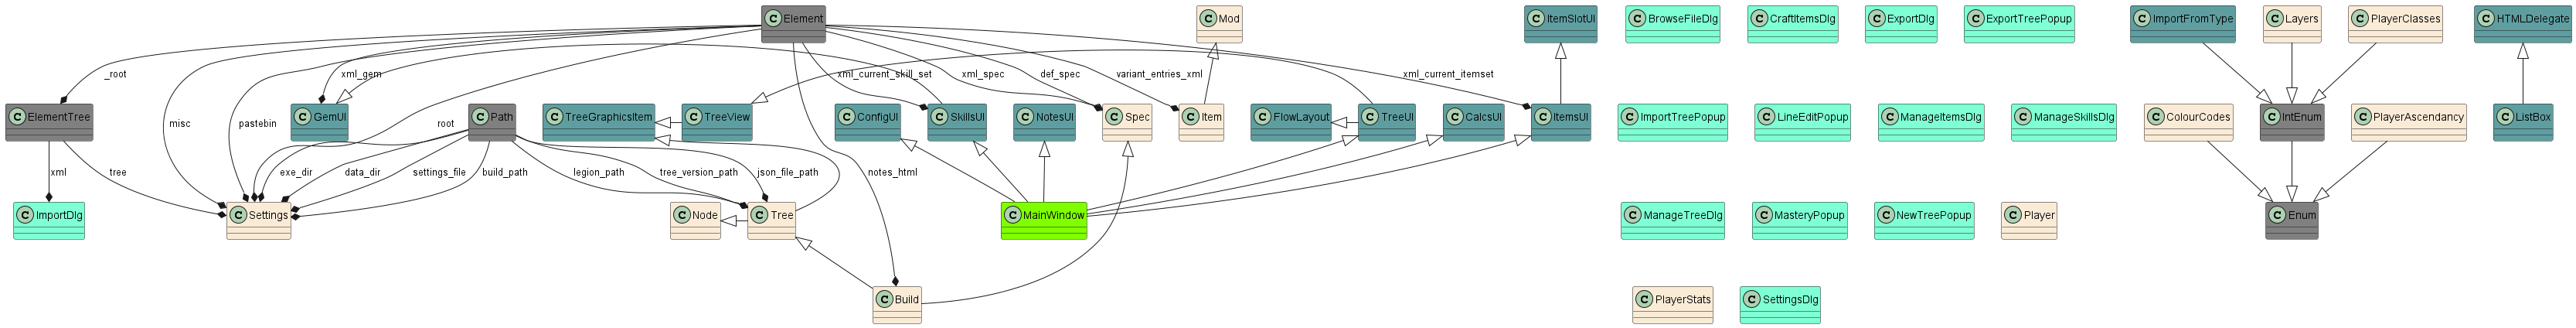 C Element
C Mod
C ItemSlotUI
C BrowseFileDlg
C CraftItemsDlg
C ExportDlg
C ExportTreePopup
C ImportFromType
C Layers
C PlayerClasses
C HTMLDelegate
_root
xml_gem
xml_current_skill_set
xml_spec
def_spec
variant_entries_xml
xml_current_itemset
C ElementTree
misc
pastebin
C GemUI
root
C Path
C TreeGraphicsItem
C TreeView
C ConfigUI
C SkillsUI
C NotesUI
C Spec
C Item
C FlowLayout
C TreeUI
C CalcsUI
C ItemsUI
C ImportTreePopup
C LineEditPopup
C ManageItemsDlg
C ManageSkillsDlg
C ColourCodes
C IntEnum
C PlayerAscendancy
C ListBox
xml
tree
exe_dir
data_dir
settings_file
build_path
legion_path
tree_version_path
json_file_path
notes_html
C ImportDlg
C Settings
C Node
C Tree
C MainWindow
C ManageTreeDlg
C MasteryPopup
C NewTreePopup
C Player
C Enum
C Build
C PlayerStats
C SettingsDlg